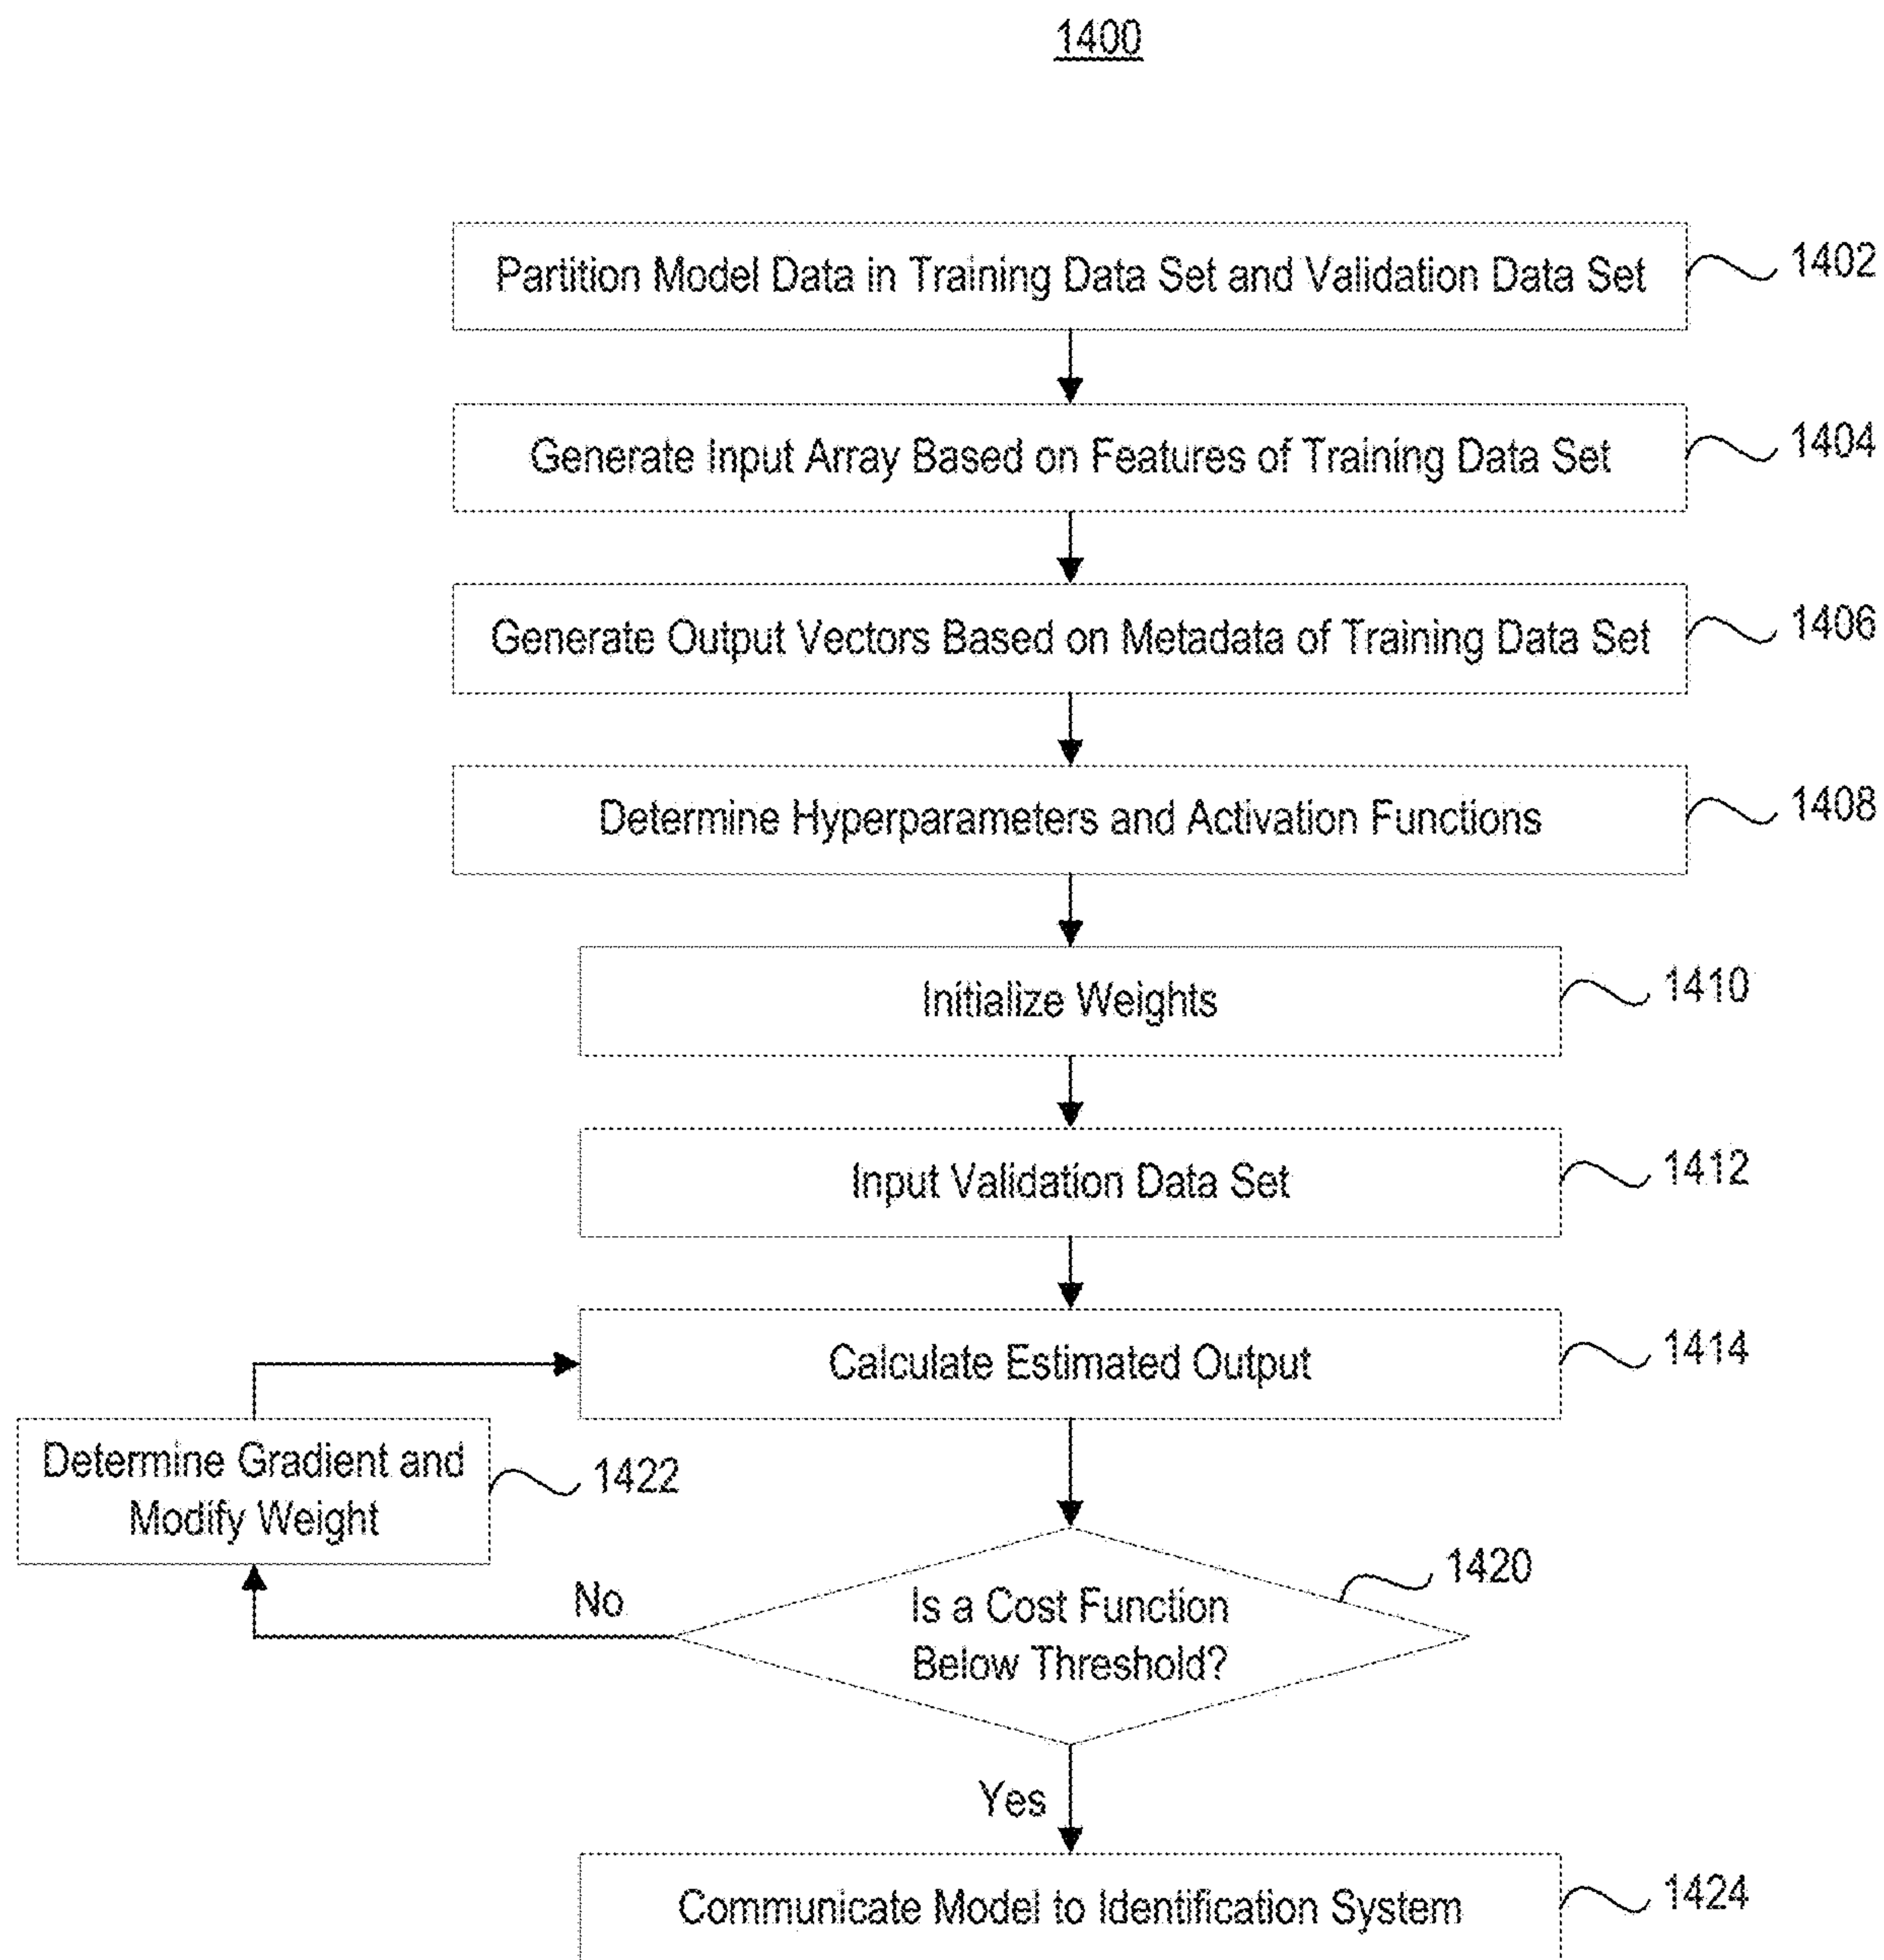 1400
Partition Model Data in Training Data Set and Validation Data Set
1402
Generate Input Array Based on Features of Training Data Set
1404
Generate Output Vectors Based on Metadata of Training Data Set
1406
Determine Hyperparameters and Activation Functions
1408
Initialize Weights
1410
Input Validation Data Set
1412
Calculate Estimated Output
1414
Determine Gradient and
Modify Weight
1422
Is a Cost Function
Below Threshold?
1420
No
Yes
Communicate Model to Identification System
1424